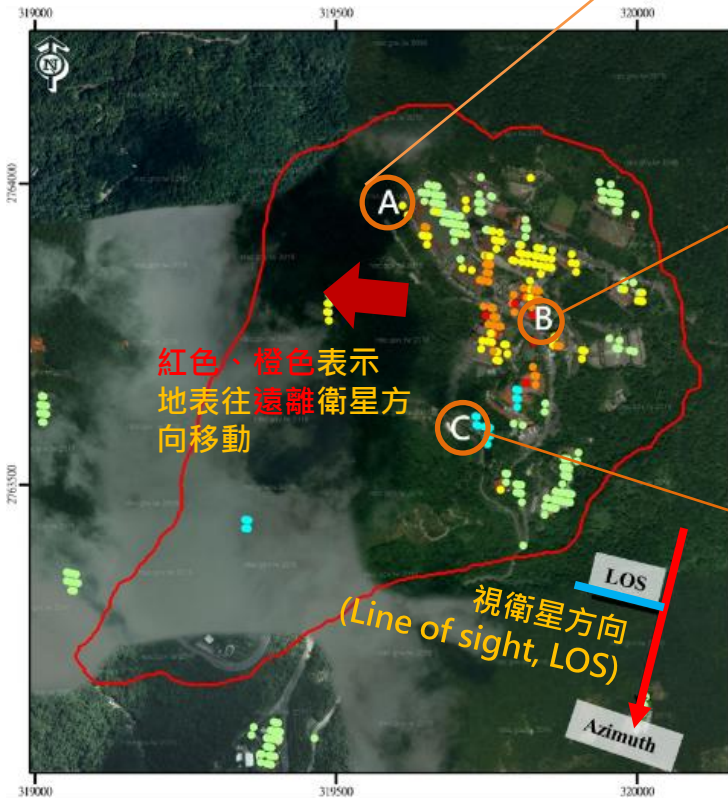 319000
319500
320000
N
2764000
A
B
紅色、橙色表示
地表往遠離衛星方
向移動
C
2763500
LOS
視衛星方向
(Line of sight, LOS)
Azimuth
319000
319500
320000